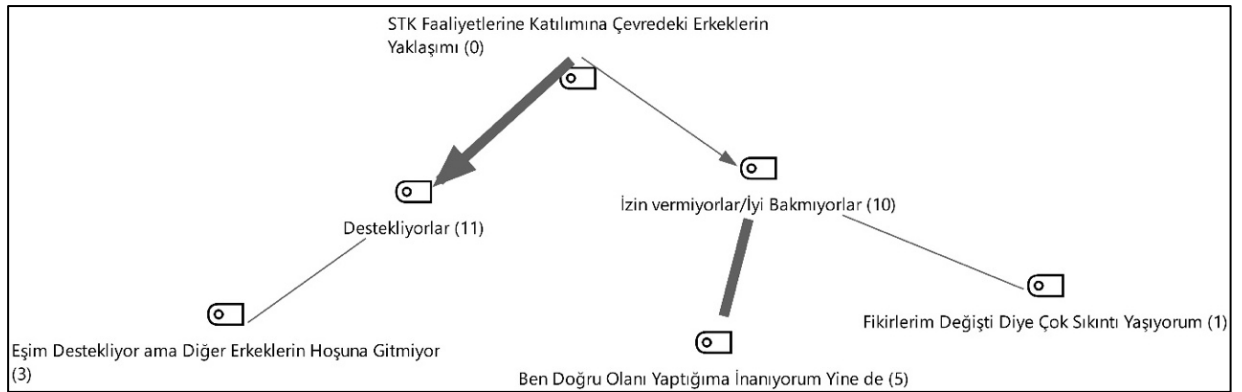 STK Faaliyetlerine Katılımına Çevredeki Erkeklerin
Yaklaşımı (0)
İzin vermiyorlar/İyi Bakmıyorlar (10)
Destekliyorlar (11)
Fikirlerim Değişti Diye Çok Sıkıntı Yaşıyorum (1)
Eşim Destekliyor ama Diğer Erkeklerin Hoşuna Gitmiyor
(3)
Ben Doğru Olanı Yaptığıma İnanıyorum Yine de (5)